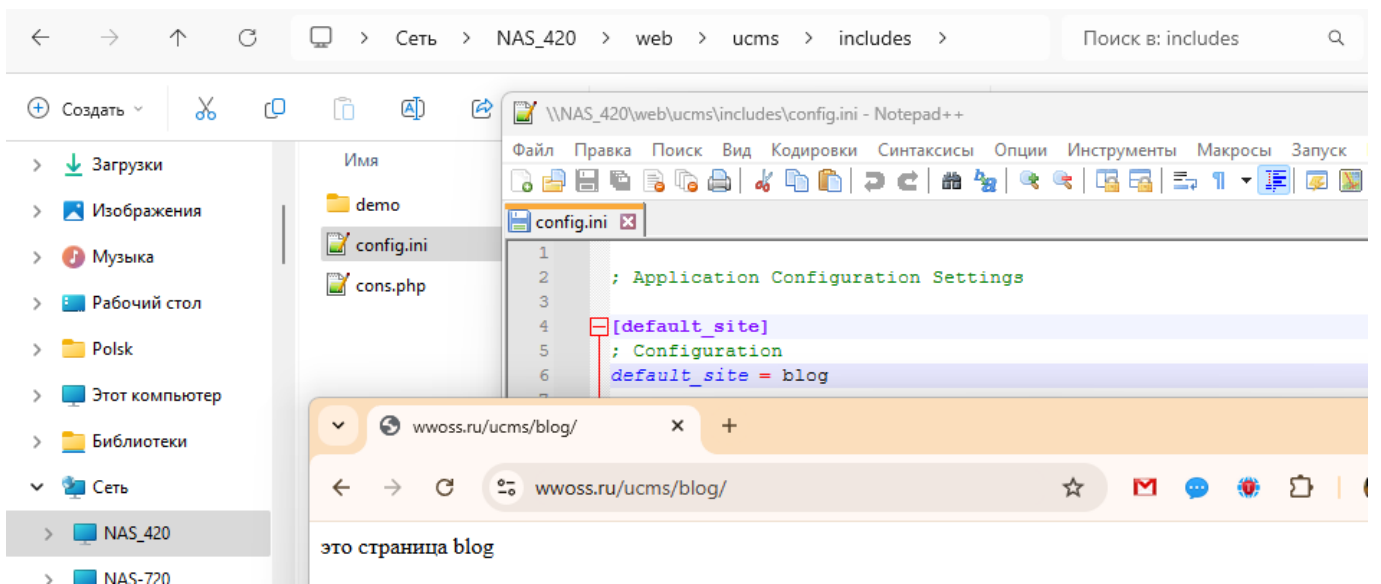 Сеть > NAS_420 > web > ucms > includes >
Поиск в: includes
Создать
\\NAS_420\web\ucms\includes\config.ini - Notepad++
Файл Правка Поиск Вид Кодировки Синтаксисы Опции Инструменты Макросы Запуск
Загрузки
Изображения
Музыка
Рабочий стол
Polsk
Этот компьютер
Библиотеки
Сеть
NAS_420
NAS-720
Имя
demo
config.ini
cons.php
config.ini
1
2 ; Application Configuration Settings
3
4 [default_site]
5 ; Configuration
6 default_site = blog
wwoss.ru/ucms/blog/
wwoss.ru/ucms/blog/
это страница blog